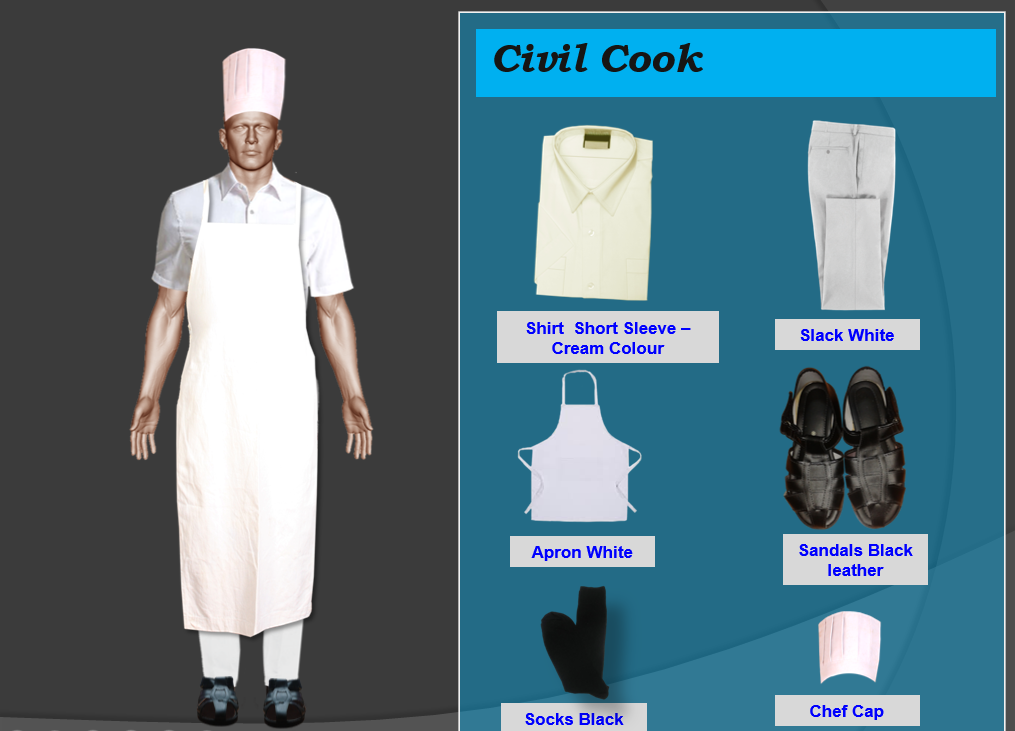 Civil Cook
Shirt  Short Sleeve –
Cream Colour
Slack White
Apron White
Sandals Black
leather
Socks Black
Chef Cap